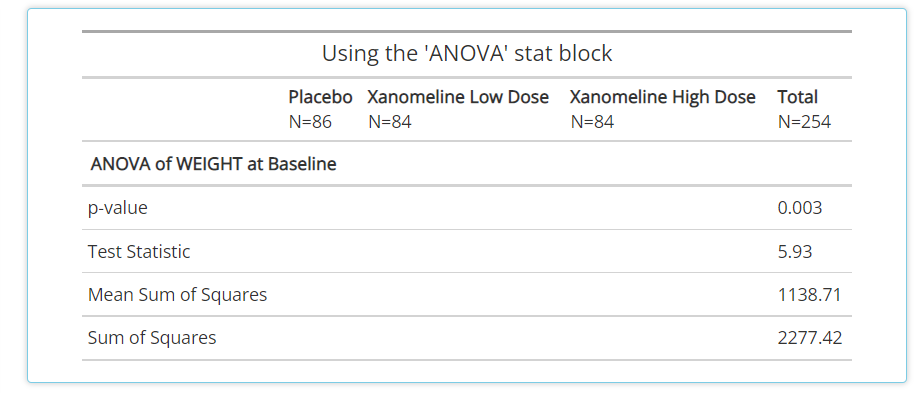 Using the 'ANOVA' stat block
Placebo Xanomeline Low Dose Xanomeline High Dose Total
N=86 N=84 N=84 N=254
ANOVA of WEIGHT at Baseline
p-value 0.003
Test Statistic 5.93
Mean Sum of Squares 1138.71
Sum of Squares 2277.42